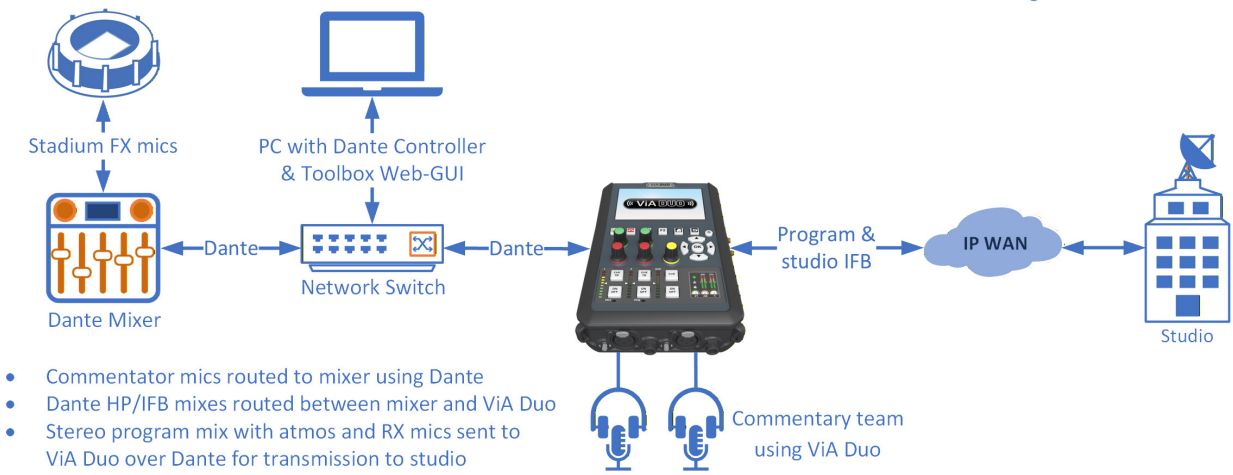 Stadium FX mics
PC with Dante Controller
& Toolbox Web-GUI
ViA DUO
Dante
Dante
Program &
studio IFB
IP WAN
Network Switch
Dante Mixer
Studio
• Commentator mics routed to mixer using Dante
• Dante HP/IFB mixes routed between mixer and ViA Duo
• Stereo program mix with atmos and RX mics sent to
ViA Duo over Dante for transmission to studio
Commentary team
using ViA Duo